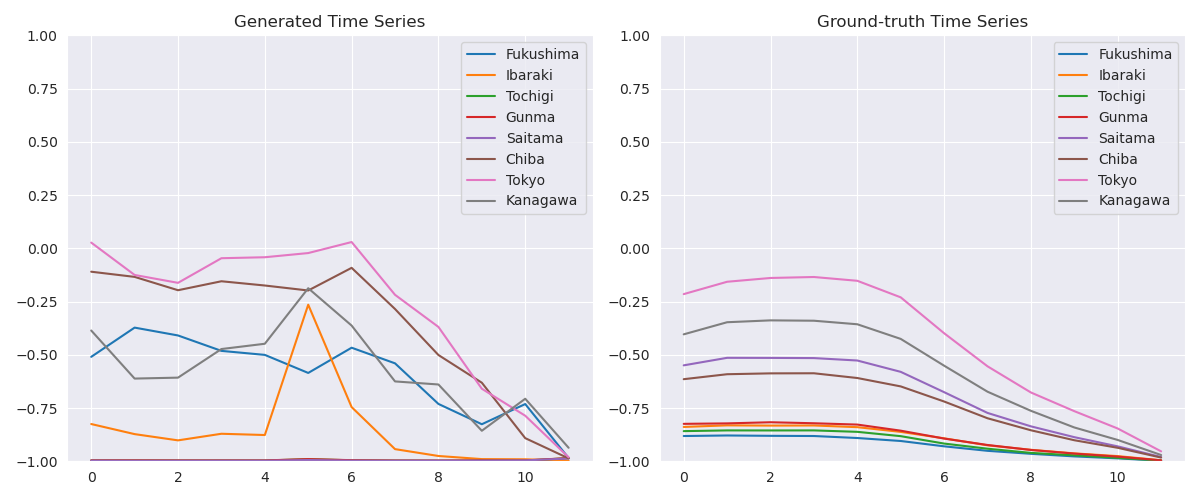 Generated Time Series
1.00
0.75
0.50
0.25
0.00
−0.25
−0.50
−0.75
−1.00
0 2 4 6 8 10
Fukushima
Ibaraki
Tochigi
Gunma
Saitama
Chiba
Tokyo
Kanagawa
Ground-truth Time Series
1.00
0.75
0.50
0.25
0.00
−0.25
−0.50
−0.75
−1.00
0 2 4 6 8 10
Fukushima
Ibaraki
Tochigi
Gunma
Saitama
Chiba
Tokyo
Kanagawa